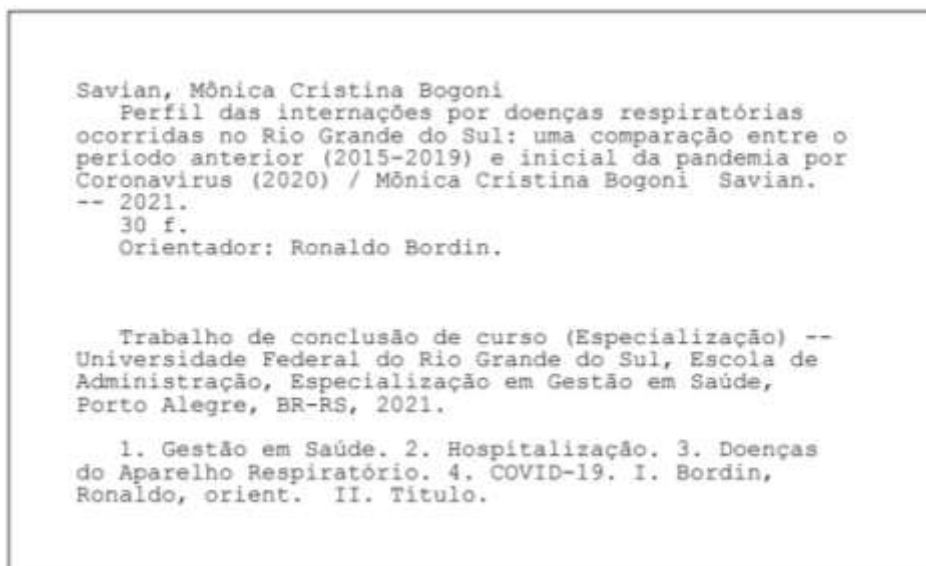 Savian, Mônica Cristina Bogoni
Perfil das internações por doenças respiratórias
ocorridas no Rio Grande do Sul: uma comparação entre o
período anterior (2015-2019) e inicial da pandemia por
Coronavirus (2020) / Mônica Cristina Bogoni  Savian.
-- 2021.
30 f.
Orientador: Ronaldo Bordin.
Trabalho de conclusão de curso (Especialização) --
Universidade Federal do Rio Grande do Sul, Escola de
Administração, Especialização em Gestão em Saúde,
Porto Alegre, BR-RS, 2021.
1. Gestão em Saúde. 2. Hospitalização. 3. Doenças
do Aparelho Respiratório. 4. COVID-19. I. Bordin,
Ronaldo, orient.  II. Título.